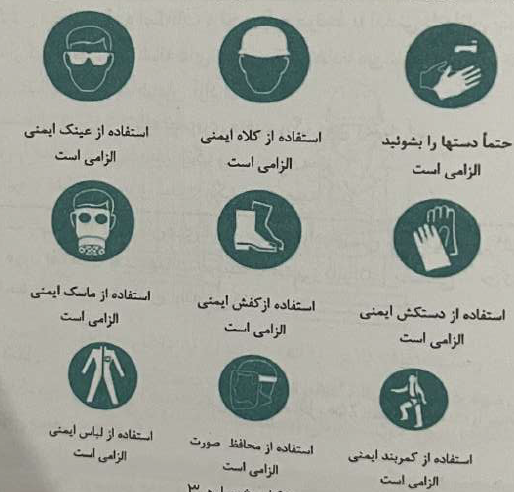 حتماً دستها را بشوئید
الزامی است
استفاده از کلاه ایمنی
الزامی است
استفاده از عینک ایمنی
الزامی است
استفاده از دستکش ایمنی
الزامی است
استفاده از کفش ایمنی
الزامی است
استفاده از ماسک ایمنی
الزامی است
استفاده از کمربند ایمنی
الزامی است
استفاده از محافظ صورت
الزامی است
استفاده از لباس ایمنی
الزامی است